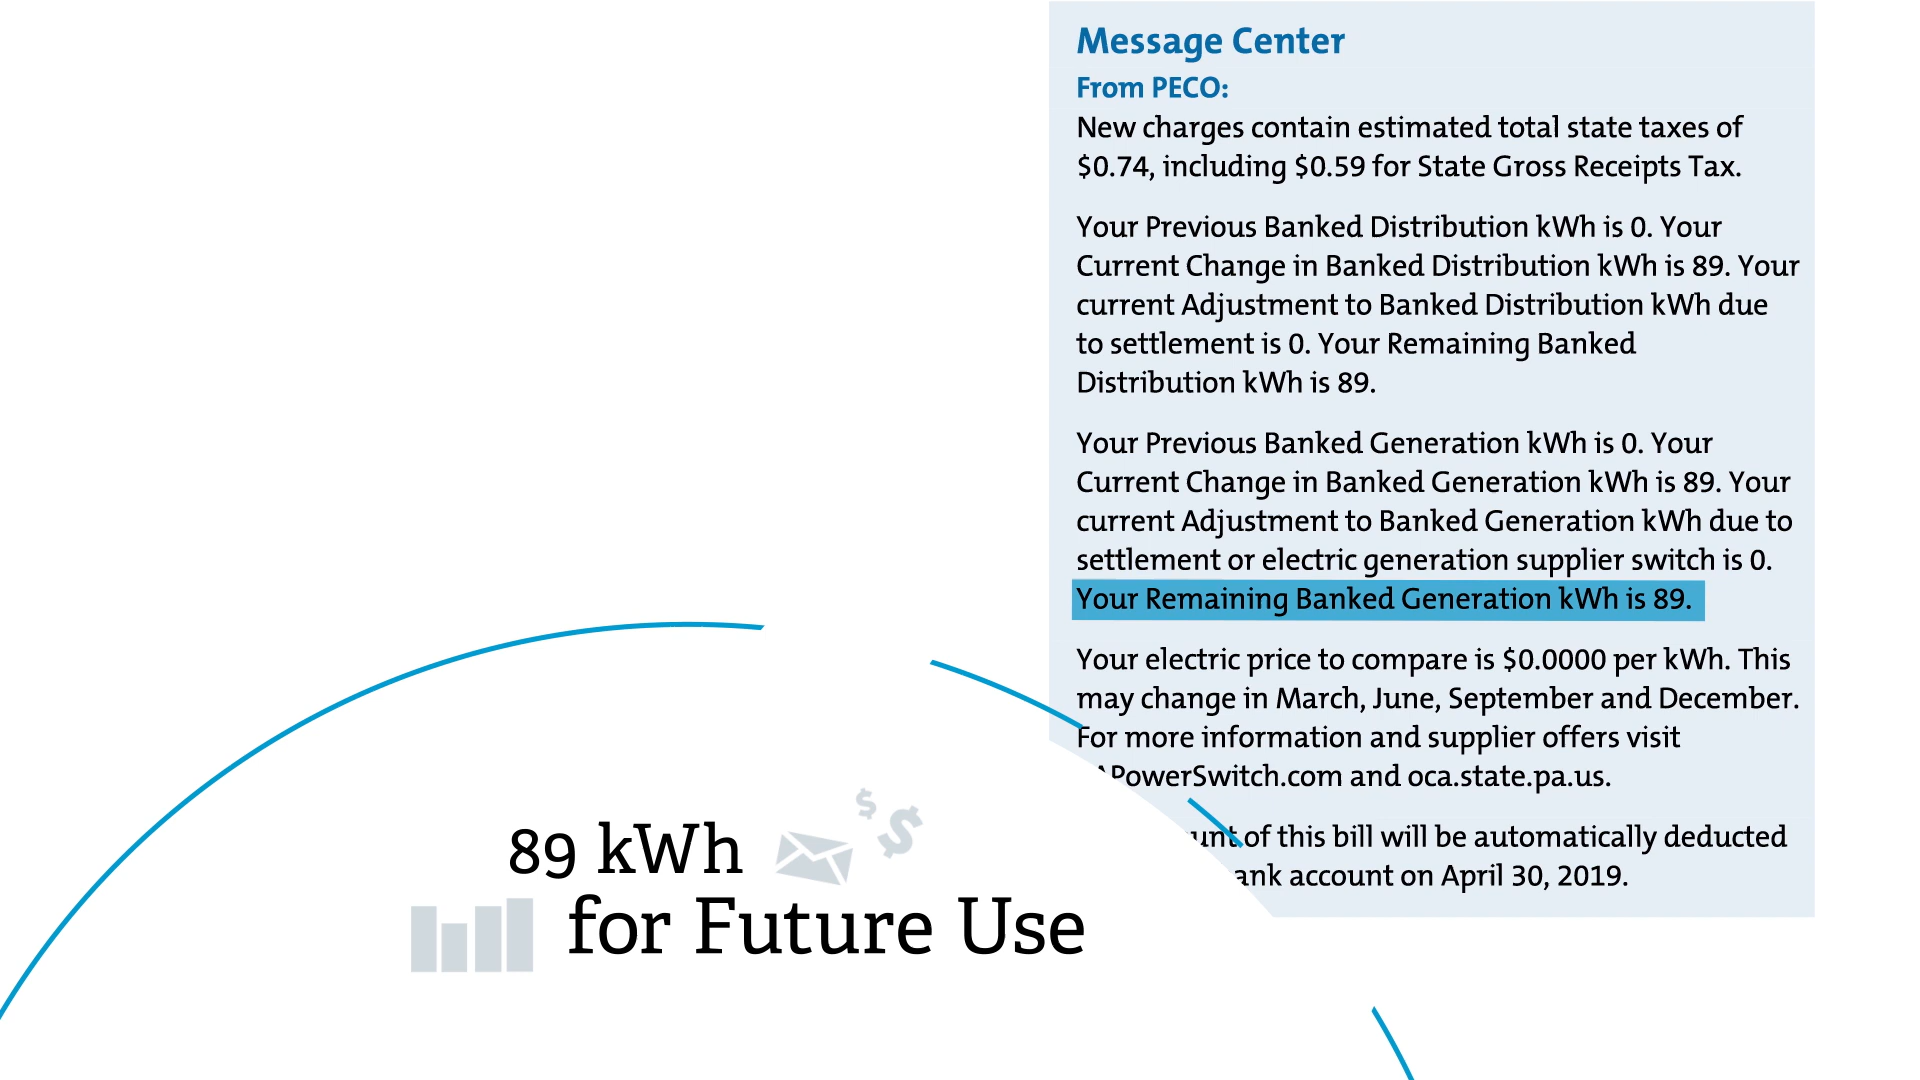 Message Center
From PECO:
New charges contain estimated total state taxes of
$0.74, including $0.59 for State Gross Receipts Tax.
Your Previous Banked Distribution kWh is 0. Your
Current Change in Banked Distribution kWh is 89. Your
current Adjustment to Banked Distribution kWh due
to settlement is 0. Your Remaining Banked
Distribution kWh is 89.
Your Previous Banked Generation kWh is 0. Your
Current Change in Banked Generation kWh is 89. Your
current Adjustment to Banked Generation kWh due to
settlement or electric generation supplier switch is 0.
Your Remaining Banked Generation kWh is 89.
Your electric price to compare is $0.0000 per kWh. This
may change in March, June, September and December.
For more information and supplier offers visit
PowerSwitch.com and oca.state.pa.us.
of this bill will be automatically deducted
account on April 30, 2019.
89 kWh
$ $
for Future Use